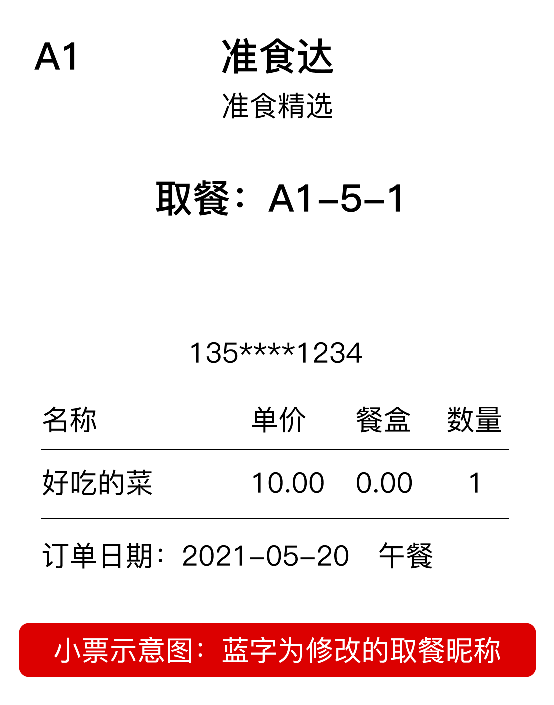 A1 准食达
准食精选
取餐：A1-5-1
135****1234
名称 单价 餐盒 数量
好吃的菜 10.00 0.00 1
订单日期：2021-05-20 午餐
小票示意图：蓝字为修改的取餐昵称